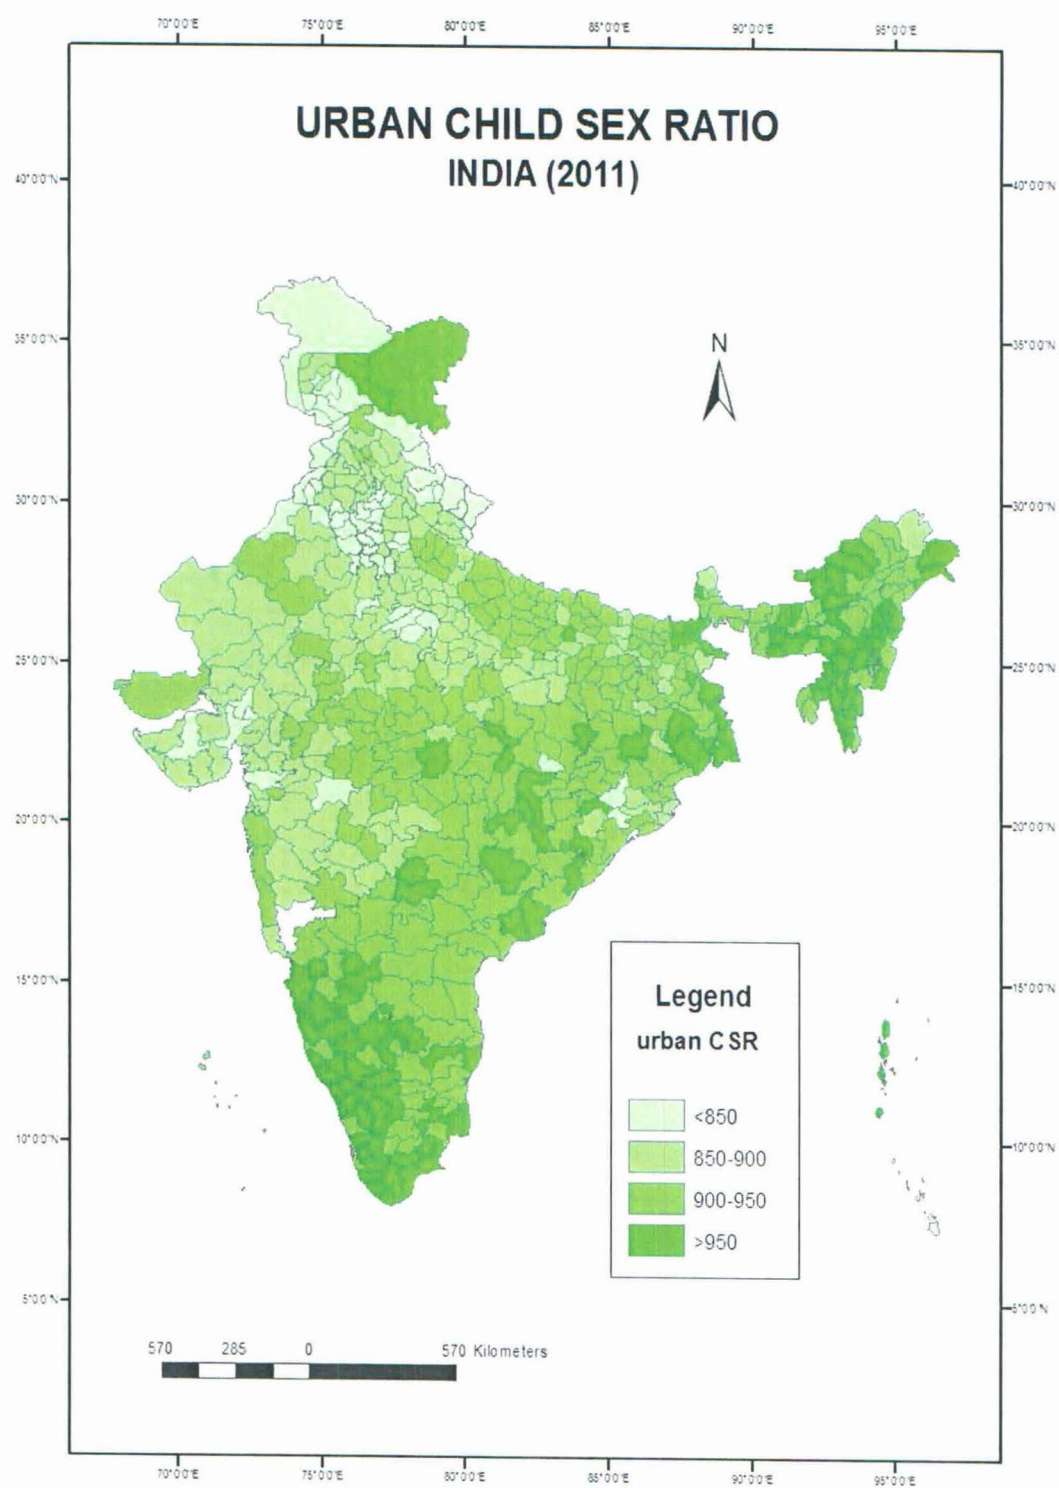 70°0'0"E 75°0'0"E 80°0'0"E 85°0'0"E 90°0'0"E 95°0'0"E
URBAN CHILD SEX RATIO
INDIA (2011)
40°0'0"N 40°0'0"N
N
35°0'0"N 35°0'0"N
30°0'0"N 30°0'0"N
25°0'0"N 25°0'0"N
20°0'0"N 20°0'0"N
15°0'0"N 15°0'0"N
Legend
urban CSR
<850
10°0'0"N 10°0'0"N
850-900
900-950
>950
5°0'0"N 5°0'0"N
570 285 0 570 Kilometers
70°0'0"E 75°0'0"E 80°0'0"E 85°0'0"E 90°0'0"E 95°0'0"E